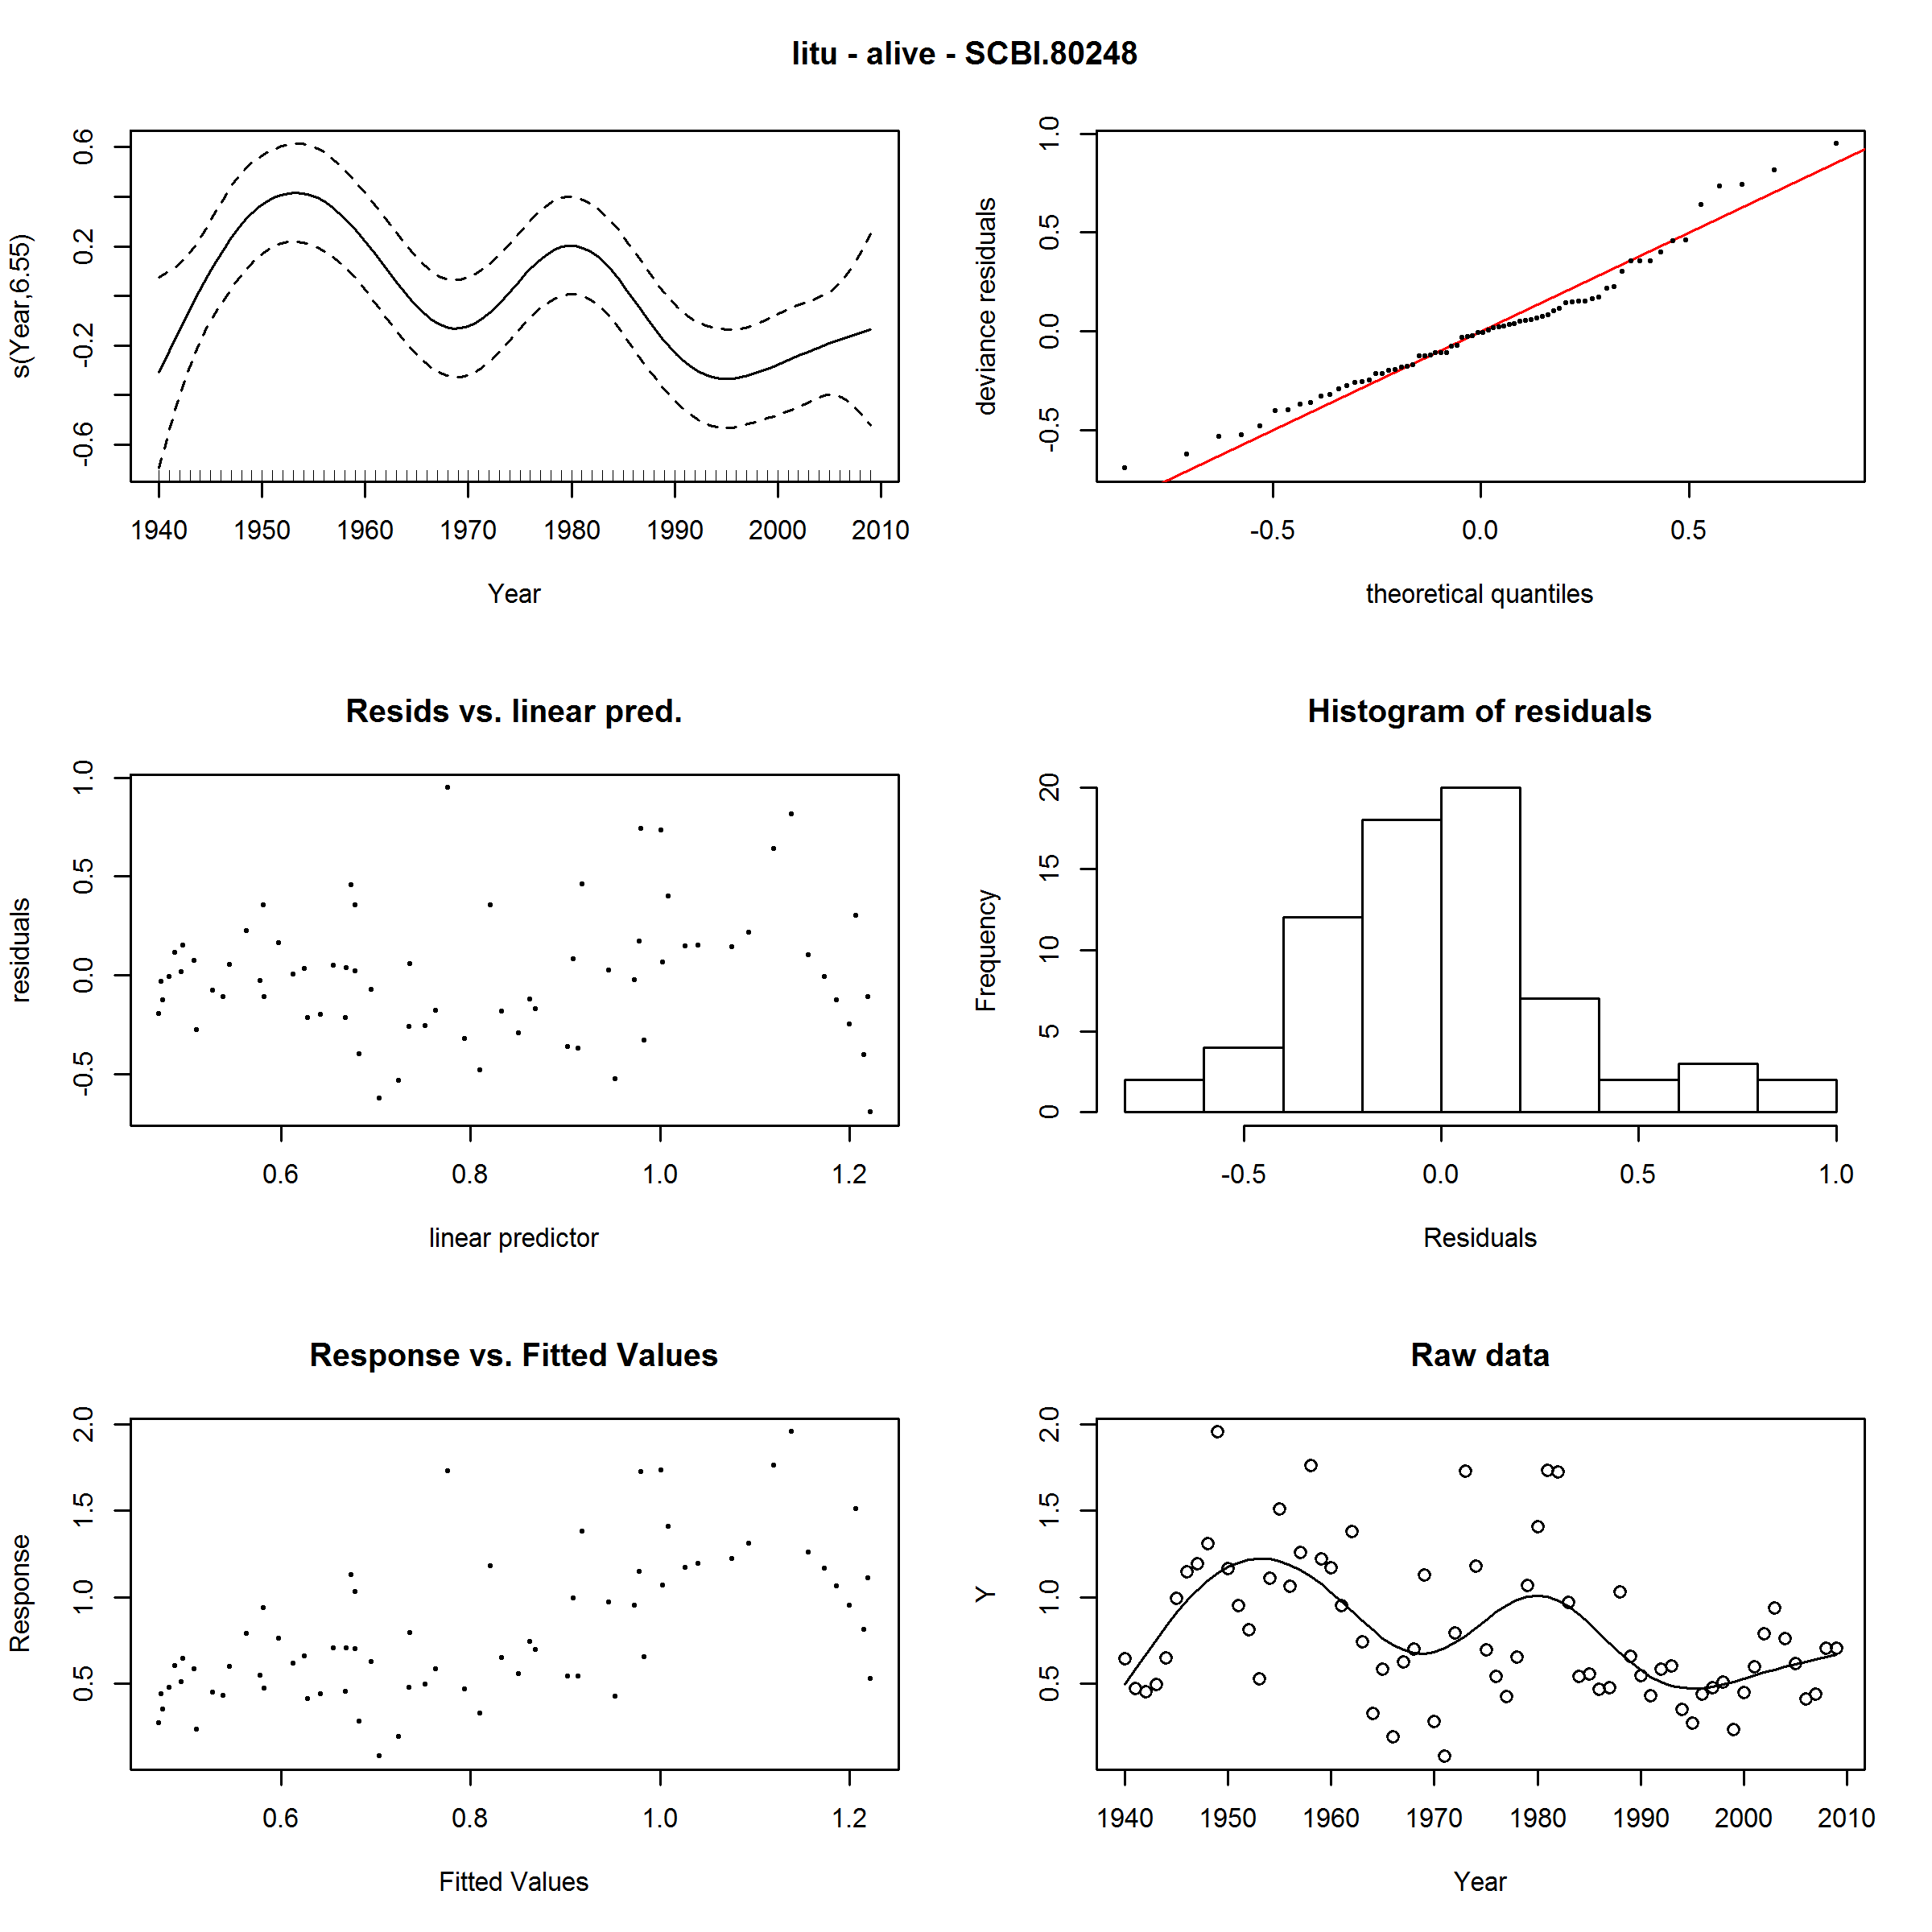 litu - alive - SCBI.80248
s(Year,6.55)
-0.6 -0.2 0.2 0.6
1940 1950 1960 1970 1980 1990 2000 2010
Year
deviance residuals
-0.5 0.0 0.5 1.0
-0.5 0.0 0.5
theoretical quantiles
Resids vs. linear pred.
residuals
-0.5 0.0 0.5 1.0
0.6 0.8 1.0 1.2
linear predictor
Histogram of residuals
Frequency
0 5 10 15 20
-0.5 0.0 0.5 1.0
Residuals
Response vs. Fitted Values
Response
0.5 1.0 1.5 2.0
0.6 0.8 1.0 1.2
Fitted Values
Raw data
Y
0.5 1.0 1.5 2.0
1940 1950 1960 1970 1980 1990 2000 2010
Year